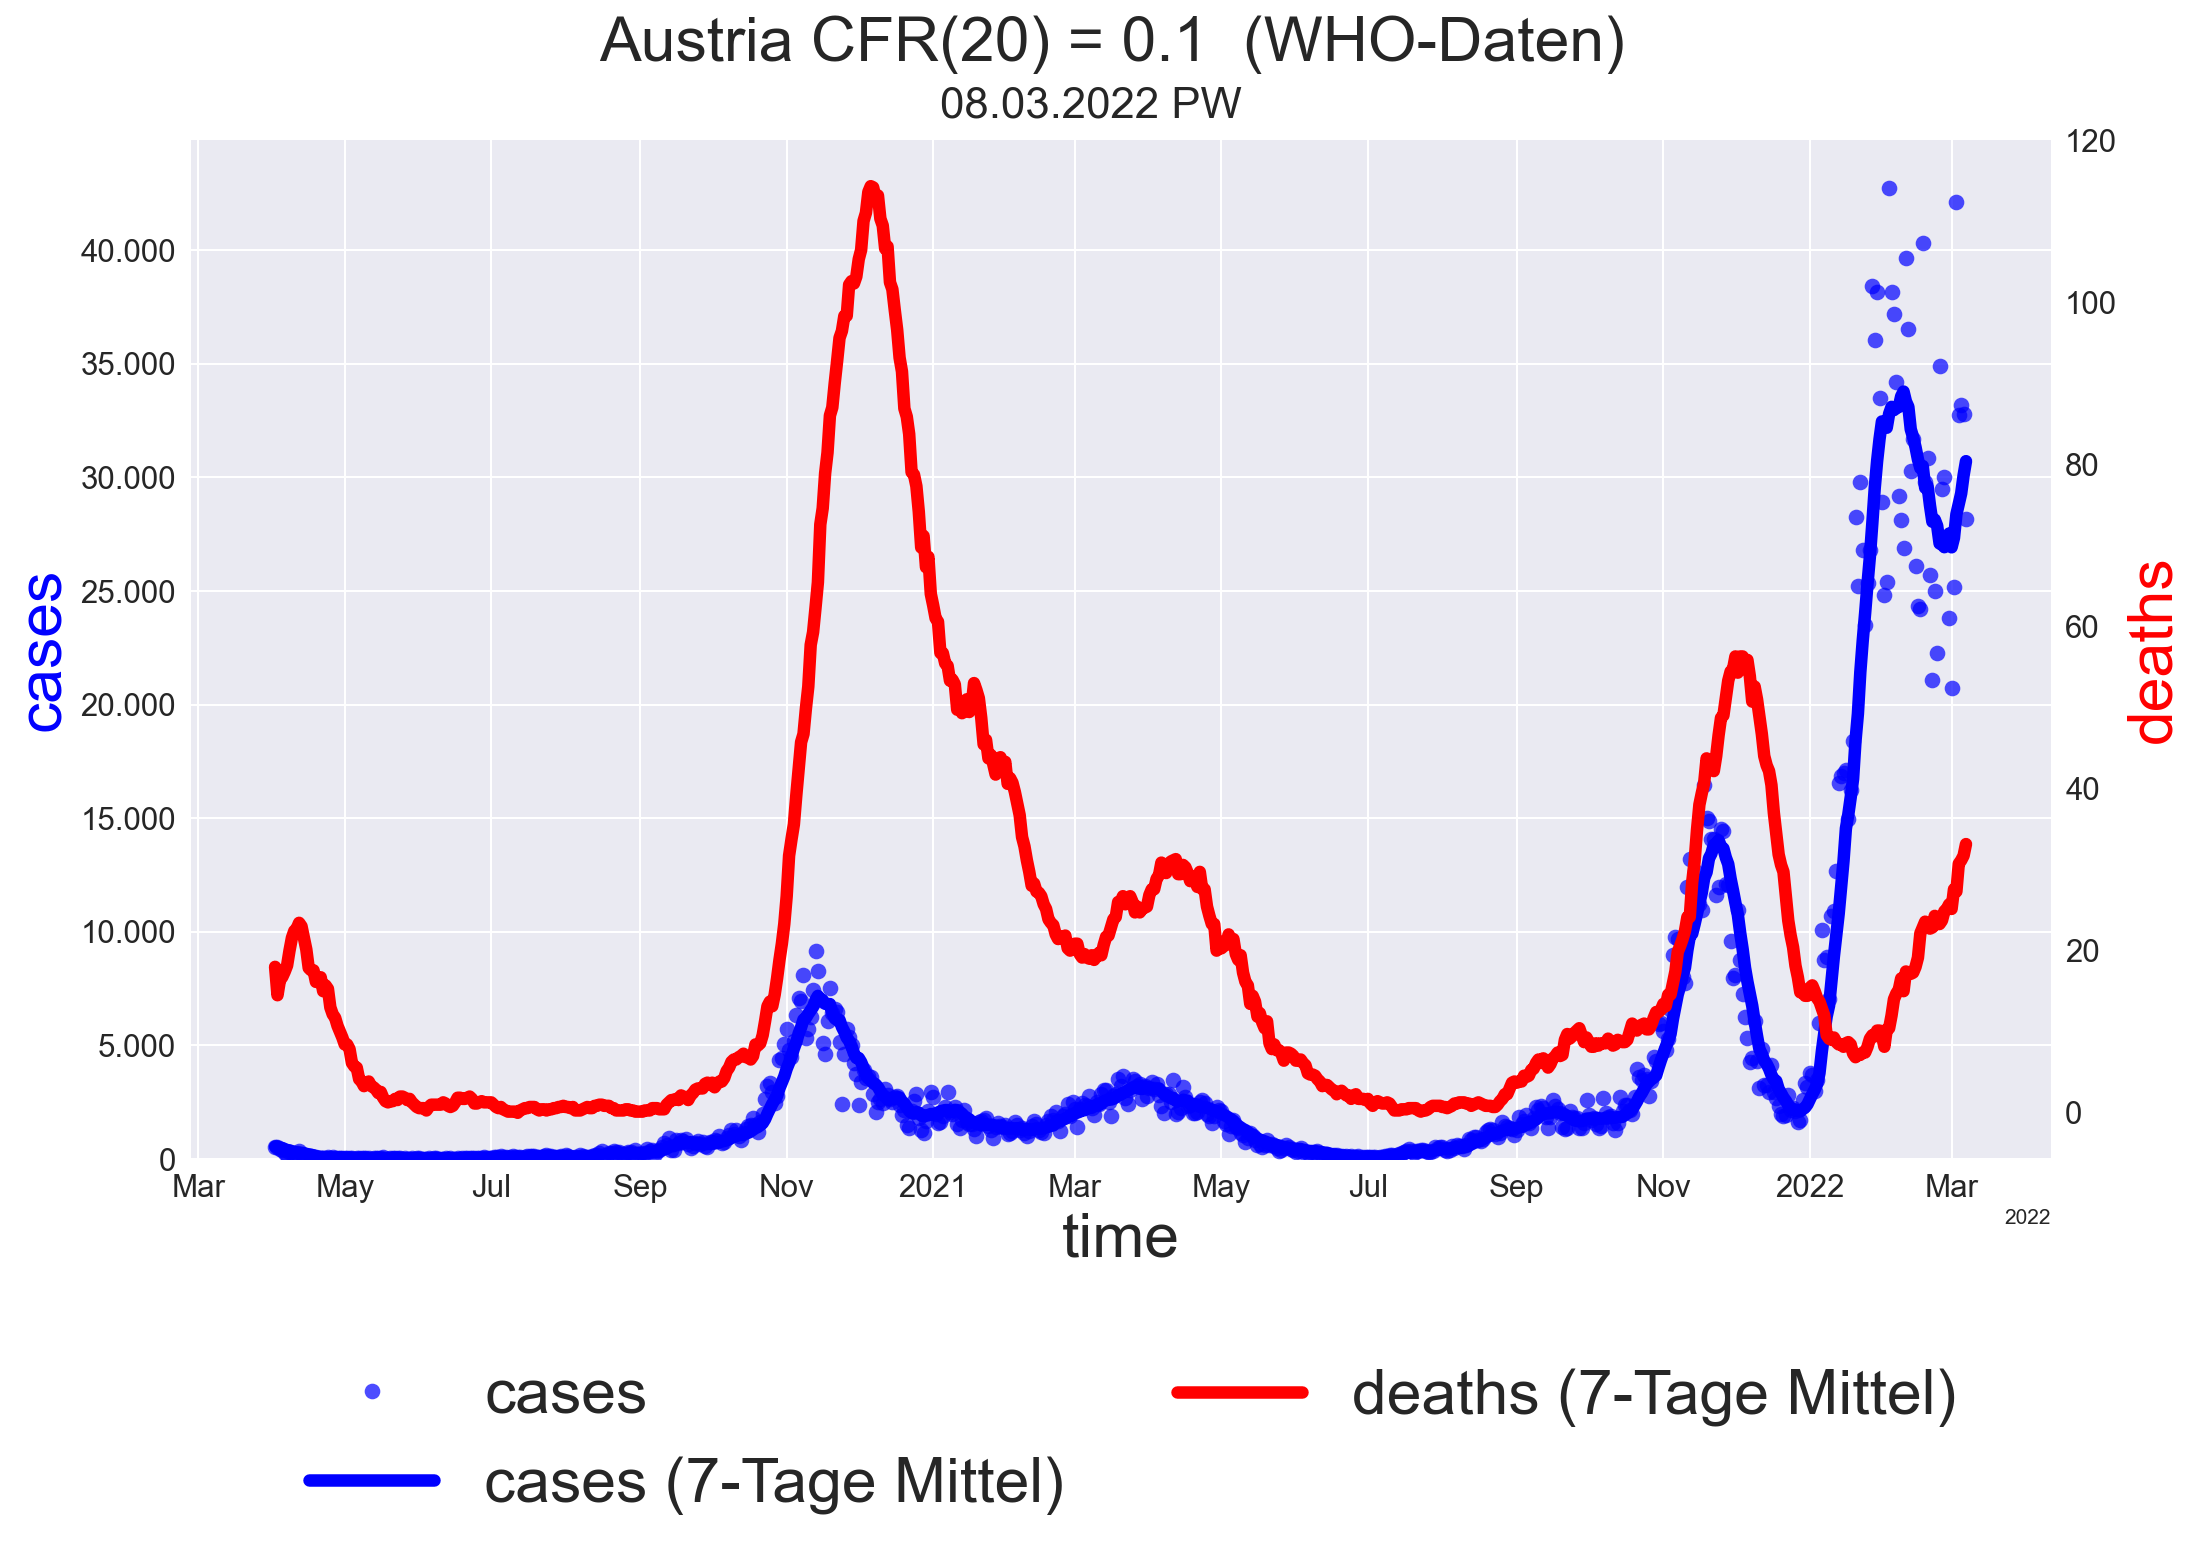 Austria CFR(20) = 0.1 (WHO-Daten)
08.03.2022 PW
cases
40.000
35.000
30.000
25.000
20.000
15.000
10.000
5.000
0
120
100
80
60
40
20
0
deaths
Mar May Jul Sep Nov 2021 Mar May Jul Sep Nov 2022 Mar
2022
time
cases
cases (7-Tage Mittel)
deaths (7-Tage Mittel)